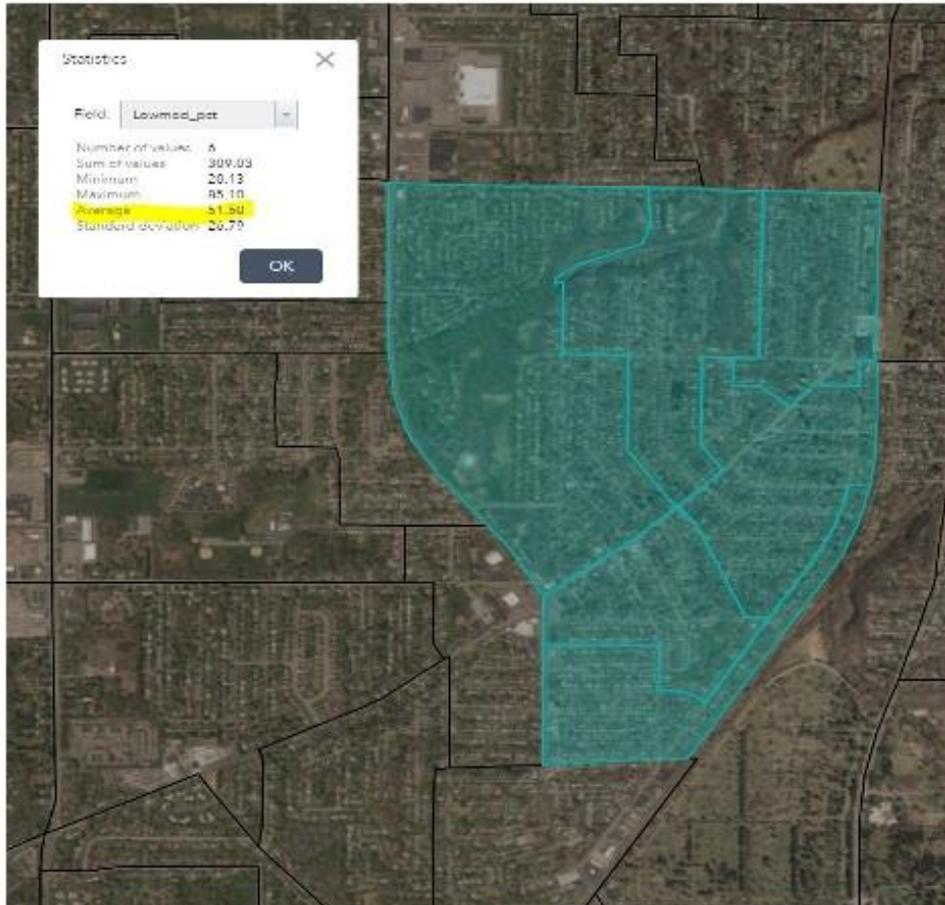 Statistics
Field: Lowmod_pct
Number of values 6
Sum of values 309.03
Minimum 20.13
Maximum 85.10
Average 51.50
Standard deviation 26.79
OK